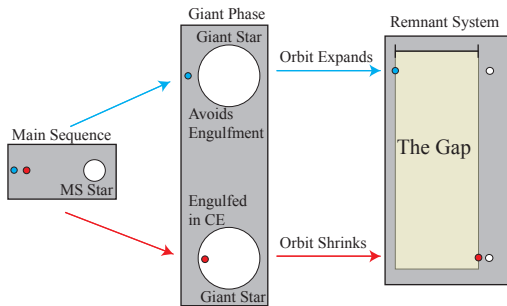 Main Sequence
MS Star
Giant Phase
Giant Star
Avoids
Engulfment
Engulfed
in CE
Giant Star
Orbit Expands
Orbit Shrinks
Remnant System
The Gap